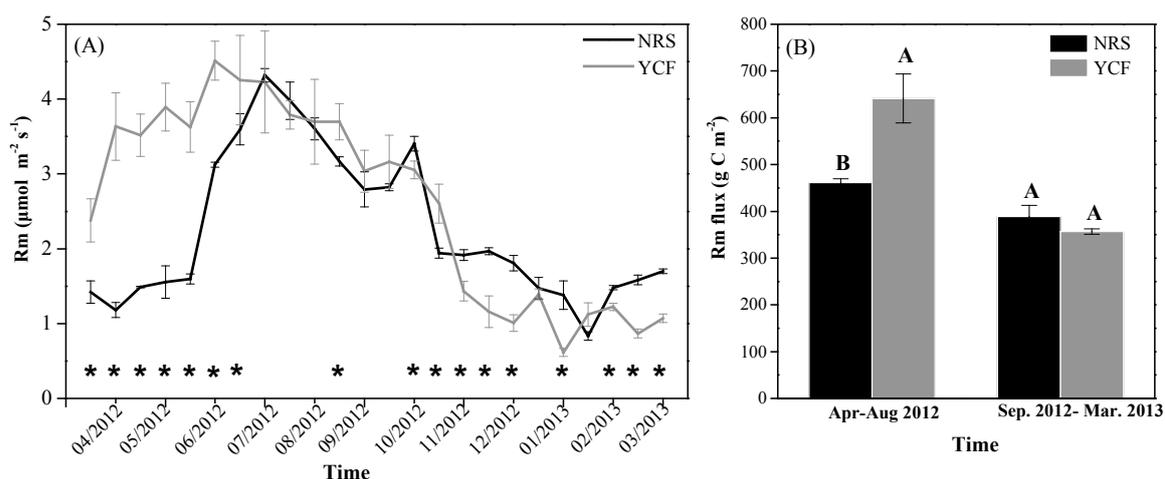 (A)
NRS
YCF
Rm (μmol m⁻² s⁻¹)
5
4
3
2
1
0
* * * * * * * * * * * * * * * * *
04/2012 05/2012 06/2012 07/2012 08/2012 09/2012 10/2012 11/2012 12/2012 01/2013 02/2013 03/2013
Time
(B)
NRS
YCF
Rm flux (g C m⁻²)
800
700
600
500
400
300
200
100
0
B A A A
Apr-Aug 2012 Sep. 2012- Mar. 2013
Time